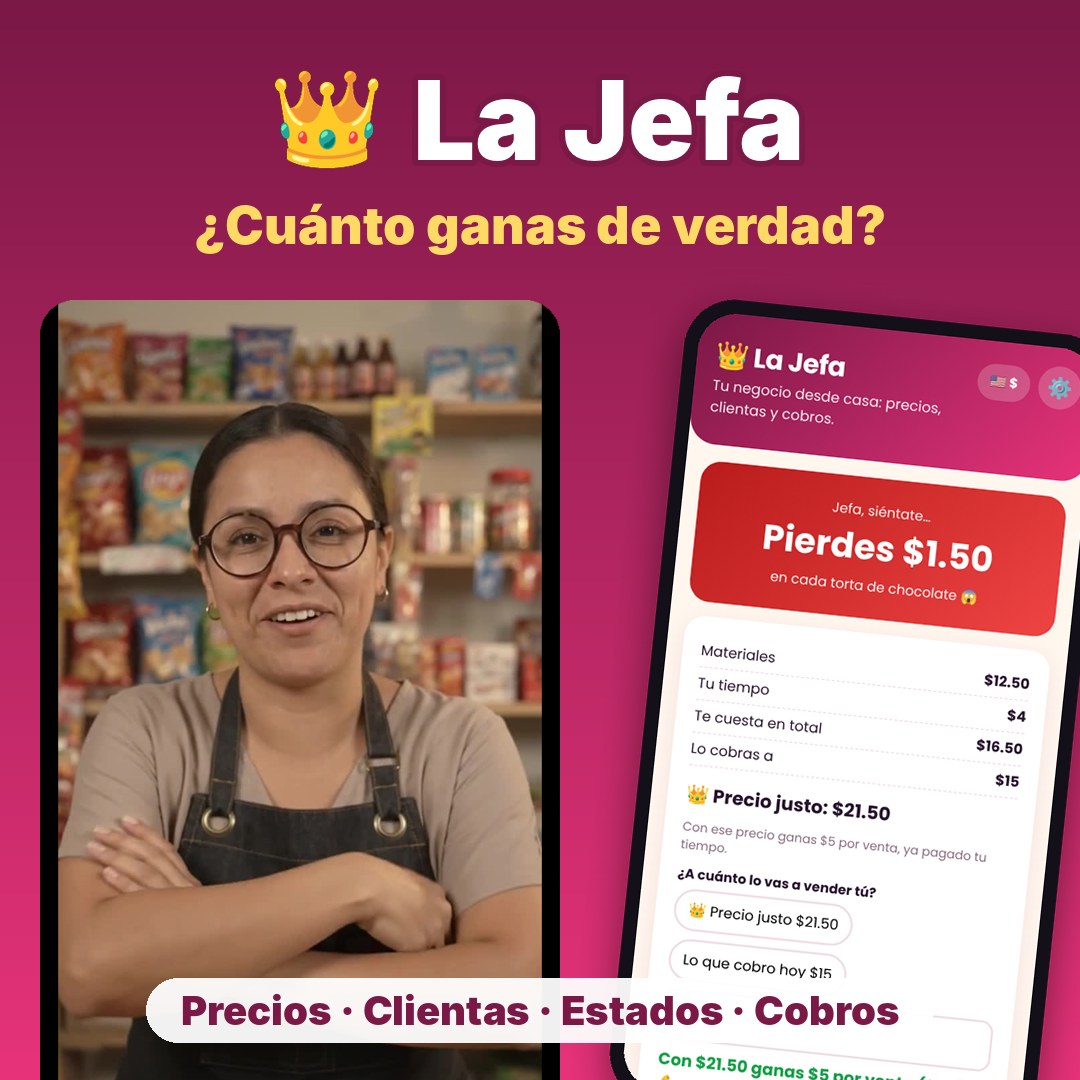 La Jefa
¿Cuánto ganas de verdad?
La Jefa
$
Tu negocio desde casa: precios,
clientas y cobros.
Jefa, siéntate...
Pierdes $1.50
en cada torta de chocolate
Materiales $12.50
Tu tiempo $4
Te cuesta en total $16.50
Lo cobras a $15
Precio justo: $21.50
Con ese precio ganas $5 por venta, ya pagado tu
tiempo.
¿A cuánto lo vas a vender tú?
Precio justo $21.50
Lo que cobro hoy $15
Precios · Clientas · Estados · Cobros
Con $21.50 ganas $5 por